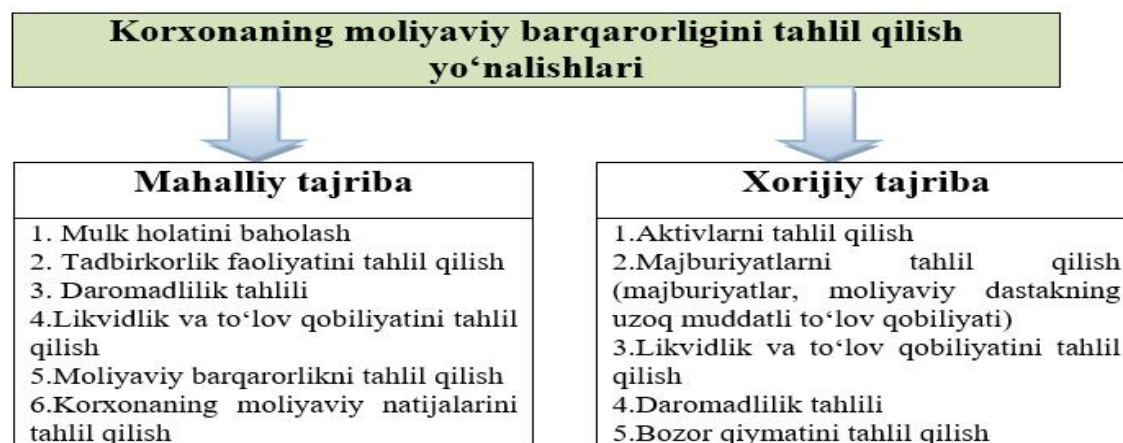 Korxonaning moliyaviy barqarorligini tahlil qilish
yo‘nalishlari
Mahalliy tajriba
1. Mulk holatini baholash
2. Tadbirkorlik faoliyatini tahlil qilish
3. Daromadlilik tahlili
4.Likvidlik va to‘lov qobiliyatini tahlil
qilish
5.Moliyaviy barqarorlikni tahlil qilish
6.Korxonaning moliyaviy natijalarini
tahlil qilish
Xorijiy tajriba
1.Aktivlarni tahlil qilish
2.Majburiyatlarni tahlil qilish
(majburiyatlar, moliyaviy dastakning
uzoq muddatli to‘lov qobiliyati)
3.Likvidlik va to‘lov qobiliyatini tahlil
qilish
4.Daromadlilik tahlili
5.Bozor qiymatini tahlil qilish